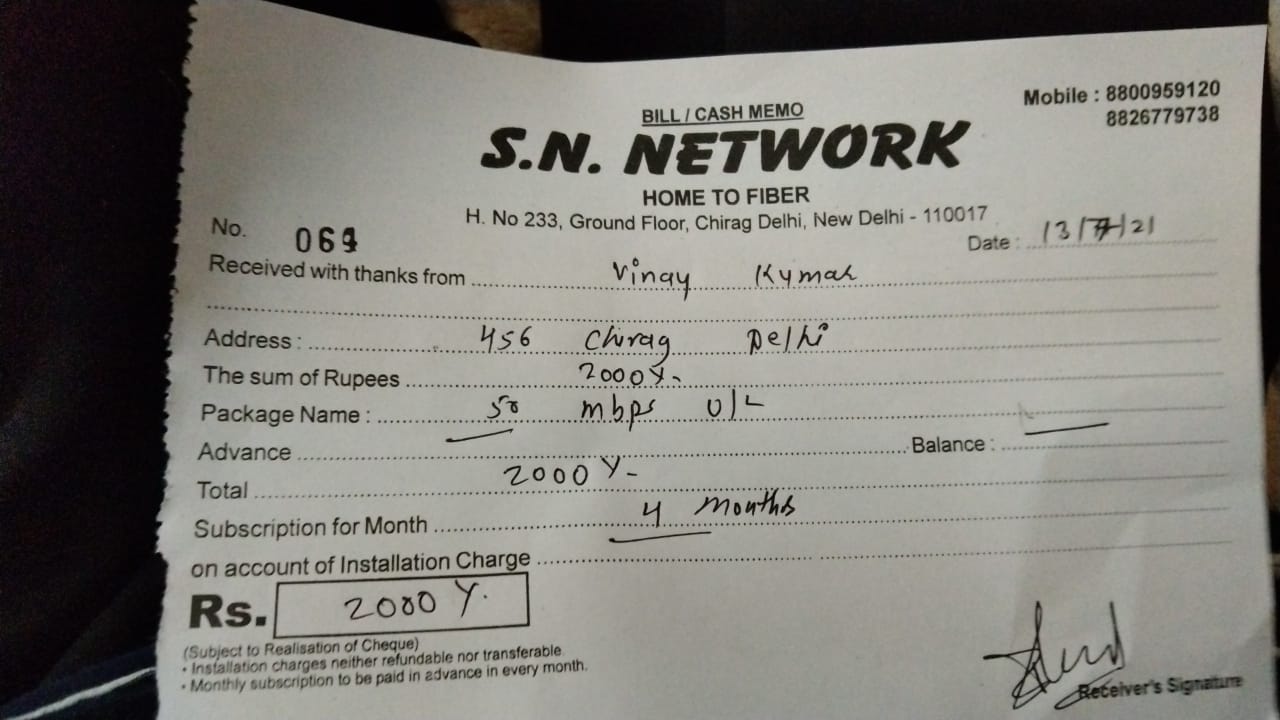 BILL / CASH MEMO
Mobile : 8800959120
8826779738
S.N. NETWORK
HOME TO FIBER
H. No 233, Ground Floor, Chirag Delhi, New Delhi - 110017
No. 064
Date : 13/7/21
Received with thanks from Vinay Kymar
Address : 456 Chirag Delhi
The sum of Rupees 2000/-
Package Name : 50 mbps U/L
Advance
Balance :
Total 2000/-
Subscription for Month 4 Months
on account of Installation Charge
Rs. 2000/-
(Subject to Realisation of Cheque)
• Installation charges neither refundable nor transferable.
• Monthly subscription to be paid in advance in every month.
Receiver's Signature